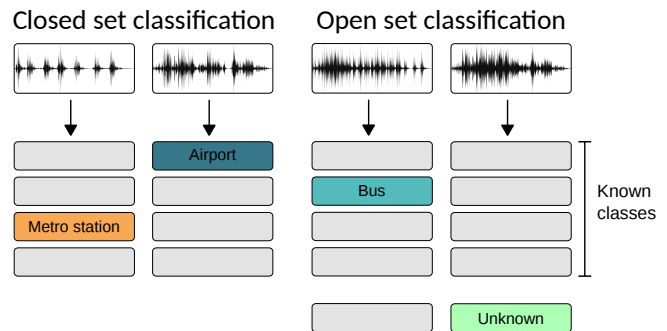 Closed set classification
Open set classification
Airport
Bus
Metro station
Known
classes
Unknown